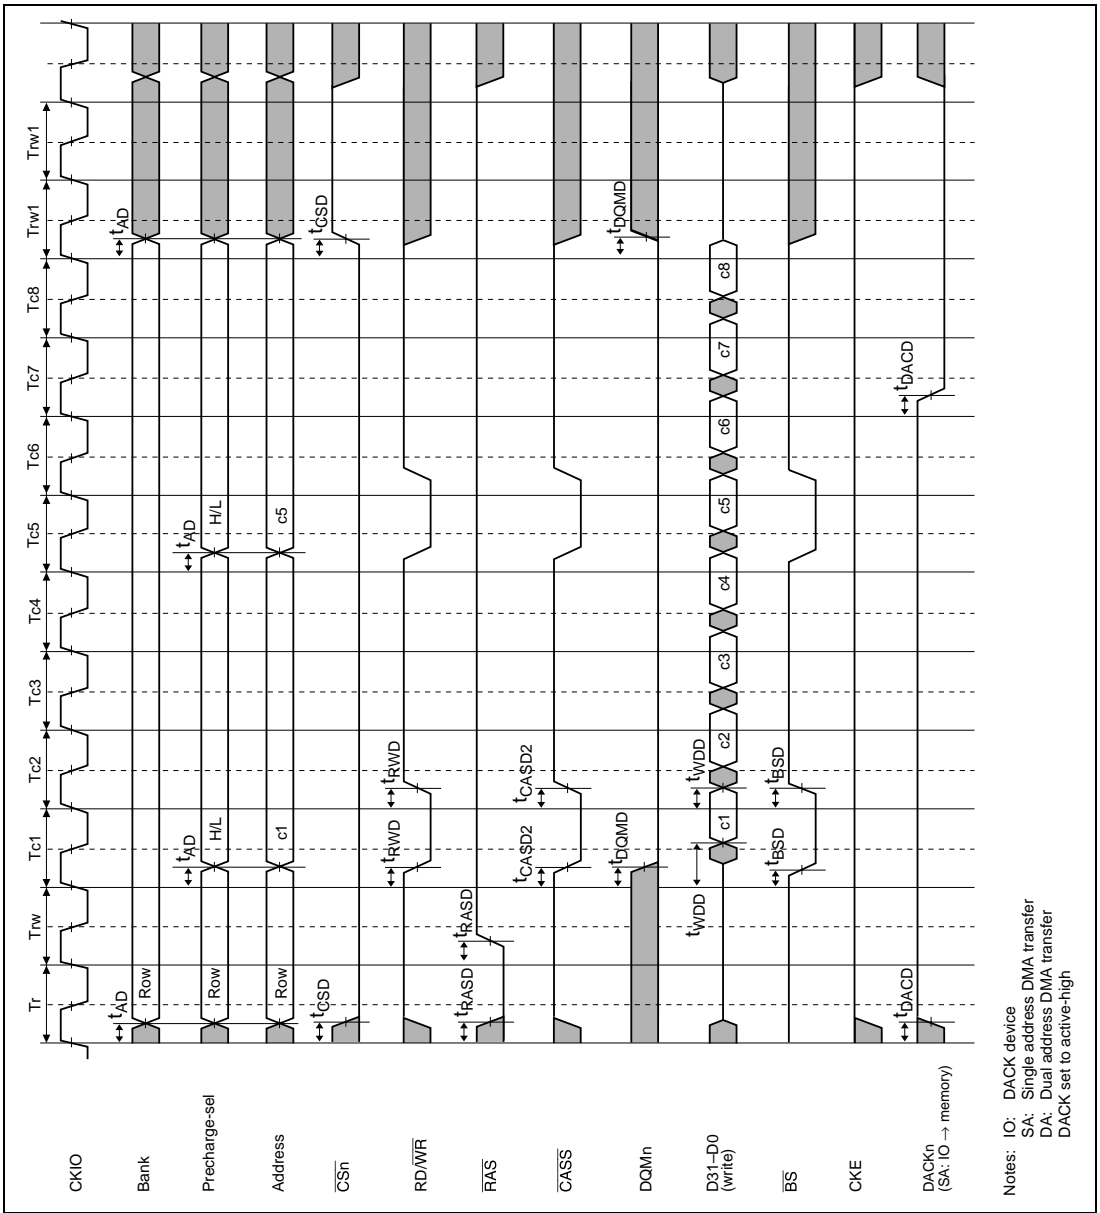 Tr Trw Tc1 Tc2 Tc3 Tc4 Tc5 Tc6 Tc7 Tc8 Trw1 Trw1
CKIO
tAD tAD
Bank Row
tAD tAD
Precharge-sel Row H/L H/L
Address Row c1 c5
tCSD tCSD
CSn
tRWD tRWD
RD/WR
tRASD tRASD
RAS
tCASD2 tCASD2
CASS
tDQMD tDQMD
DQMn
tWDD tWDD
D31–D0
(write)
c1 c2 c3 c4 c5 c6 c7 c8
tBSD tBSD
BS
CKE
tDACD tDACD
DACKn
(SA: IO → memory)
Notes: IO: DACK device
SA: Single address DMA transfer
DA: Dual address DMA transfer
DACK set to active-high